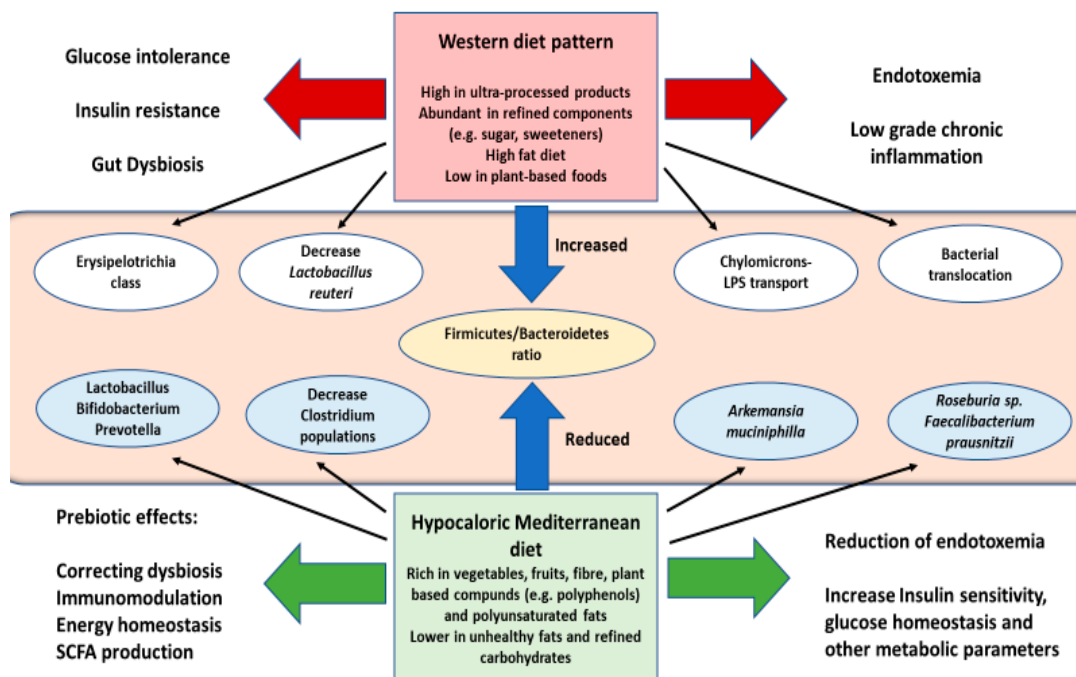 Western diet pattern
High in ultra-processed products
Abundant in refined components
(e.g. sugar, sweeteners)
High fat diet
Low in plant-based foods
Glucose intolerance
Insulin resistance
Gut Dysbiosis
Endotoxemia
Low grade chronic
inflammation
Increased
Erysipelotrichia
class
Decrease
Lactobacillus
reuteri
Chylomicrons-
LPS transport
Bacterial
translocation
Firmicutes/Bacteroidetes
ratio
Lactobacillus
Bifidobacterium
Prevotella
Decrease
Clostridium
populations
Reduced
Arkemansia
muciniphilla
Roseburia sp.
Faecalibacterium
prausnitzii
Prebiotic effects:
Correcting dysbiosis
Immunomodulation
Energy homeostasis
SCFA production
Hypocaloric Mediterranean
diet
Rich in vegetables, fruits, fibre, plant
based compunds (e.g. polyphenols)
and polyunsaturated fats
Lower in unhealthy fats and refined
carbohydrates
Reduction of endotoxemia
Increase Insulin sensitivity,
glucose homeostasis and
other metabolic parameters